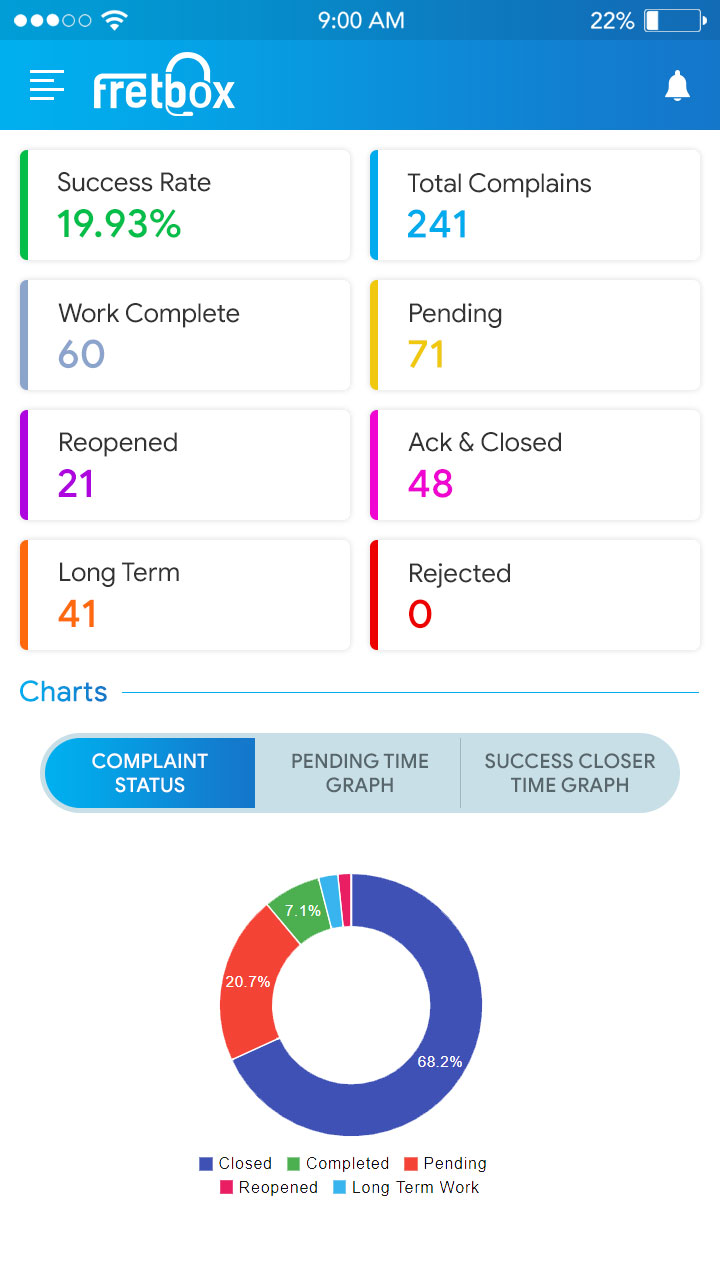 9:00 AM
22%
fretbox
Success Rate
19.93%
Total Complains
241
Work Complete
60
Pending
71
Reopened
21
Ack & Closed
48
Long Term
41
Rejected
0
Charts
COMPLAINT
STATUS
PENDING TIME
GRAPH
SUCCESS CLOSER
TIME GRAPH
7.1%
20.7%
68.2%
Closed Completed Pending
Reopened Long Term Work